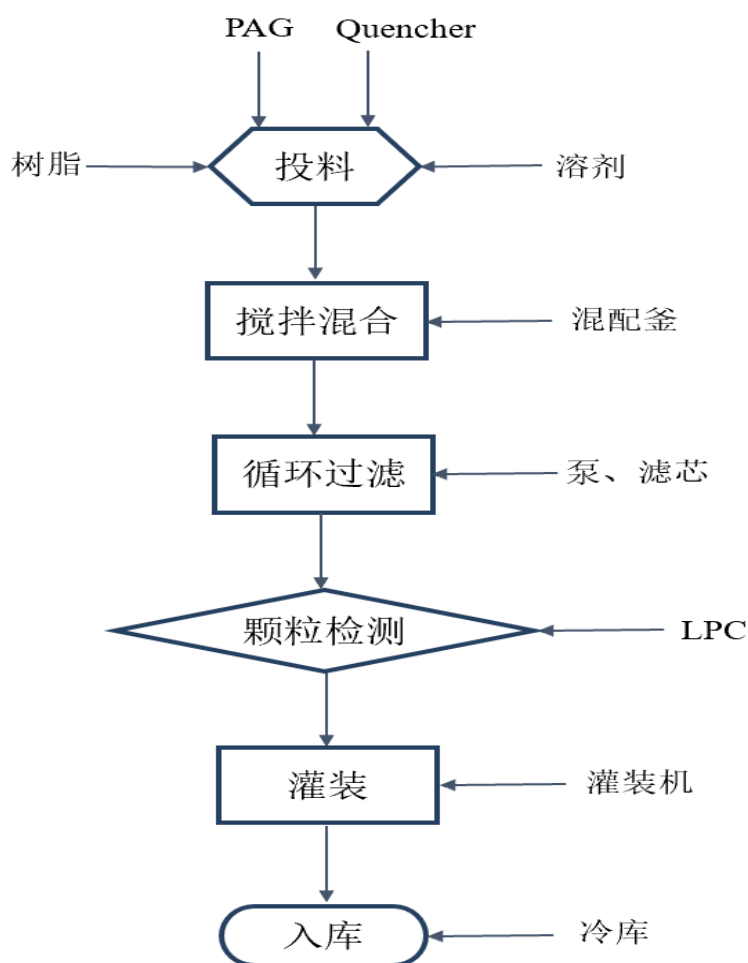 PAG Quencher
树脂 投料 溶剂
搅拌混合 混配釜
循环过滤 泵、滤芯
颗粒检测 LPC
灌装 灌装机
入库 冷库